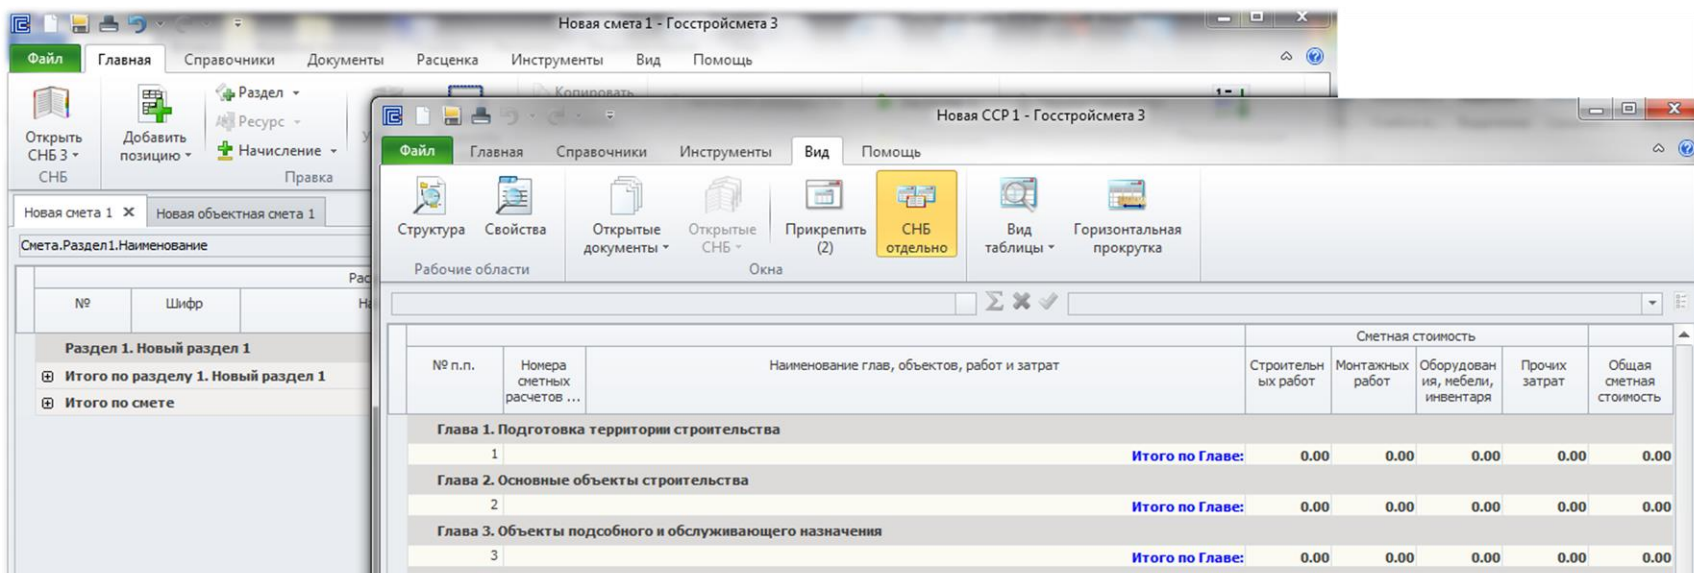 Новая смета 1 - Госстройсмета 3
Файл Главная Справочники Документы Расценка Инструменты Вид Помощь
Открыть СНБ 3
СНБ
Добавить позицию
Раздел
Ресурс
Начисление
Копировать
Правка
Новая смета 1 Новая объектная смета 1
Смета.Раздел1.Наименование
№ Шифр
Раздел 1. Новый раздел 1
Итого по разделу 1. Новый раздел 1
Итого по смете
Новая ССР 1 - Госстройсмета 3
Файл Главная Справочники Инструменты Вид Помощь
Структура Свойства
Рабочие области
Открытые документы
Открытые СНБ
Прикрепить (2)
СНБ отдельно
Окна
Вид таблицы
Горизонтальная прокрутка
Сметная стоимость
№ п.п.
Номера сметных расчетов ...
Наименование глав, объектов, работ и затрат
Строительн ых работ
Монтажных работ
Оборудован ия, мебели, инвентаря
Прочих затрат
Общая сметная стоимость
Глава 1. Подготовка территории строительства
1 Итого по Главе: 0.00 0.00 0.00 0.00 0.00
Глава 2. Основные объекты строительства
2 Итого по Главе: 0.00 0.00 0.00 0.00 0.00
Глава 3. Объекты подсобного и обслуживающего назначения
3 Итого по Главе: 0.00 0.00 0.00 0.00 0.00